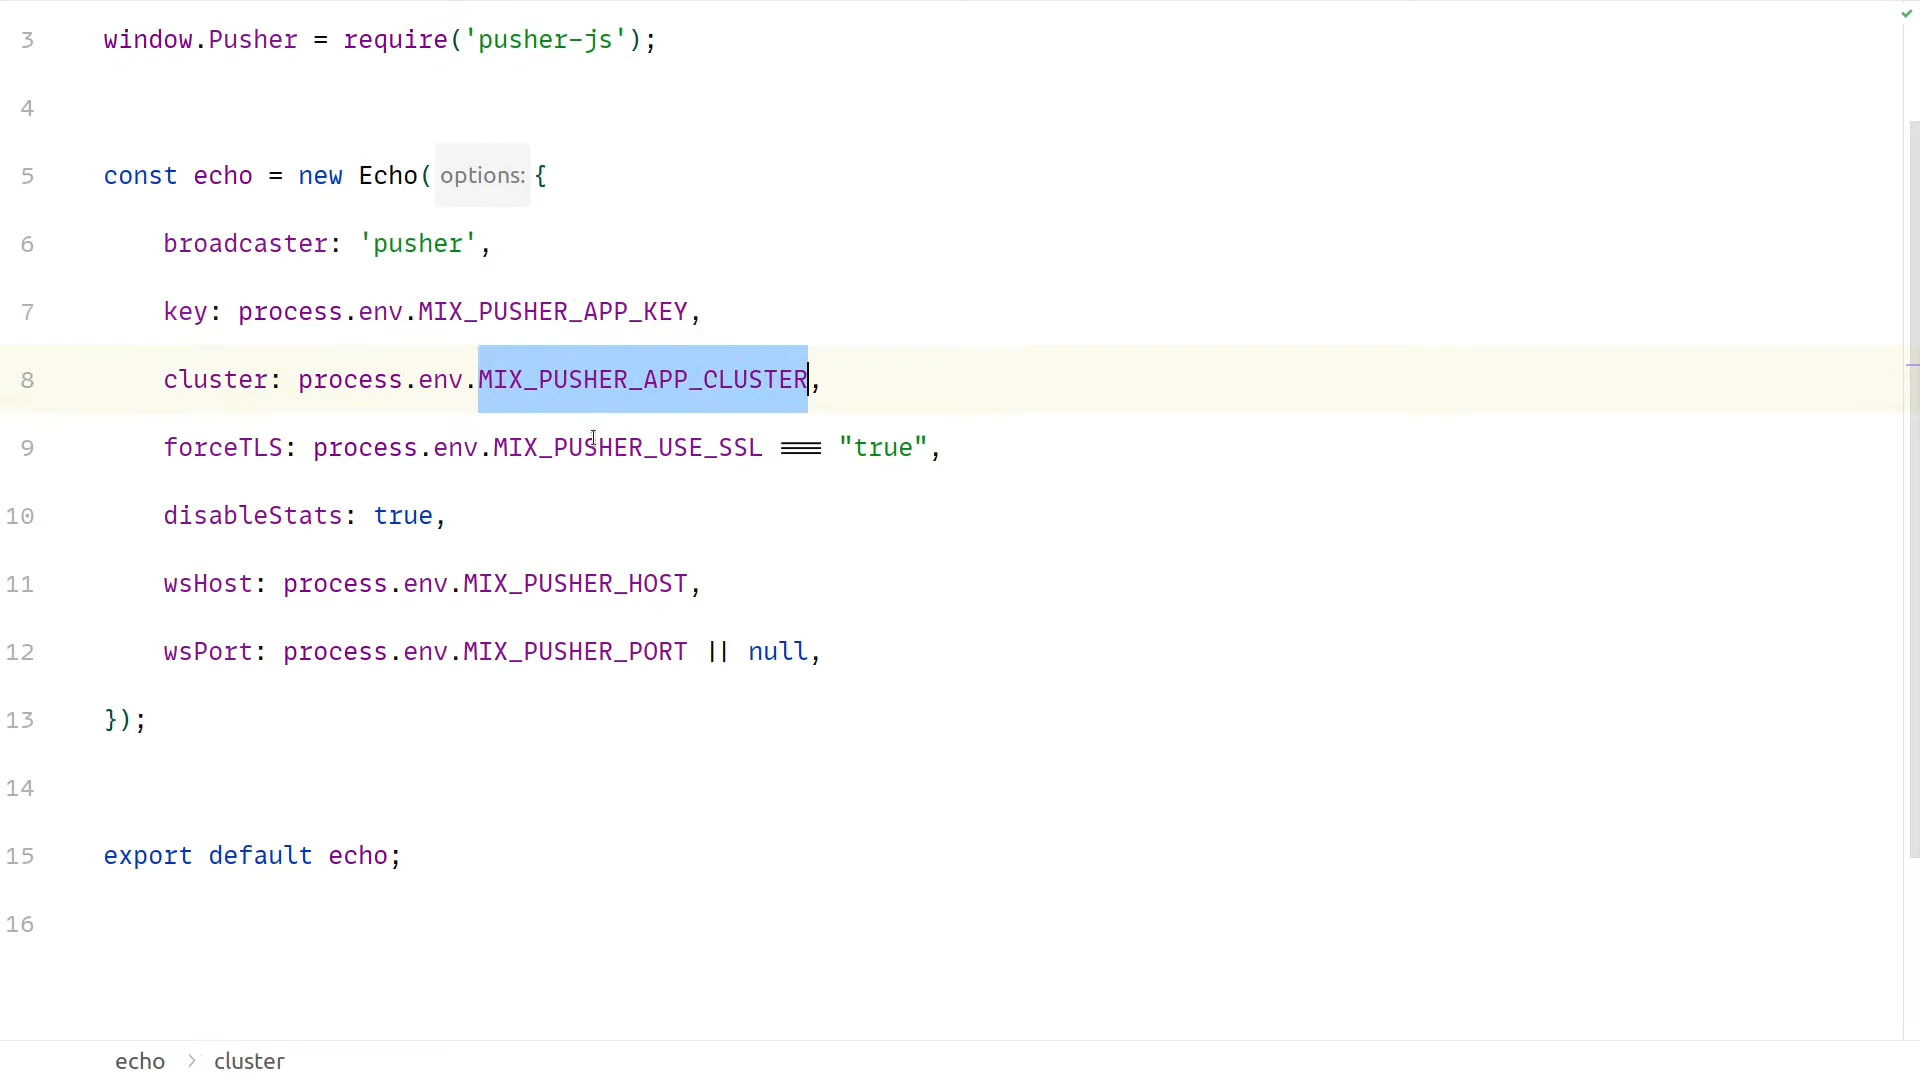 3 window.Pusher = require('pusher-js');
4
5 const echo = new Echo( options: {
6 broadcaster: 'pusher',
7 key: process.env.MIX_PUSHER_APP_KEY,
8 cluster: process.env.MIX_PUSHER_APP_CLUSTER,
9 forceTLS: process.env.MIX_PUSHER_USE_SSL === "true",
10 disableStats: true,
11 wsHost: process.env.MIX_PUSHER_HOST,
12 wsPort: process.env.MIX_PUSHER_PORT || null,
13 });
14
15 export default echo;
16
echo > cluster